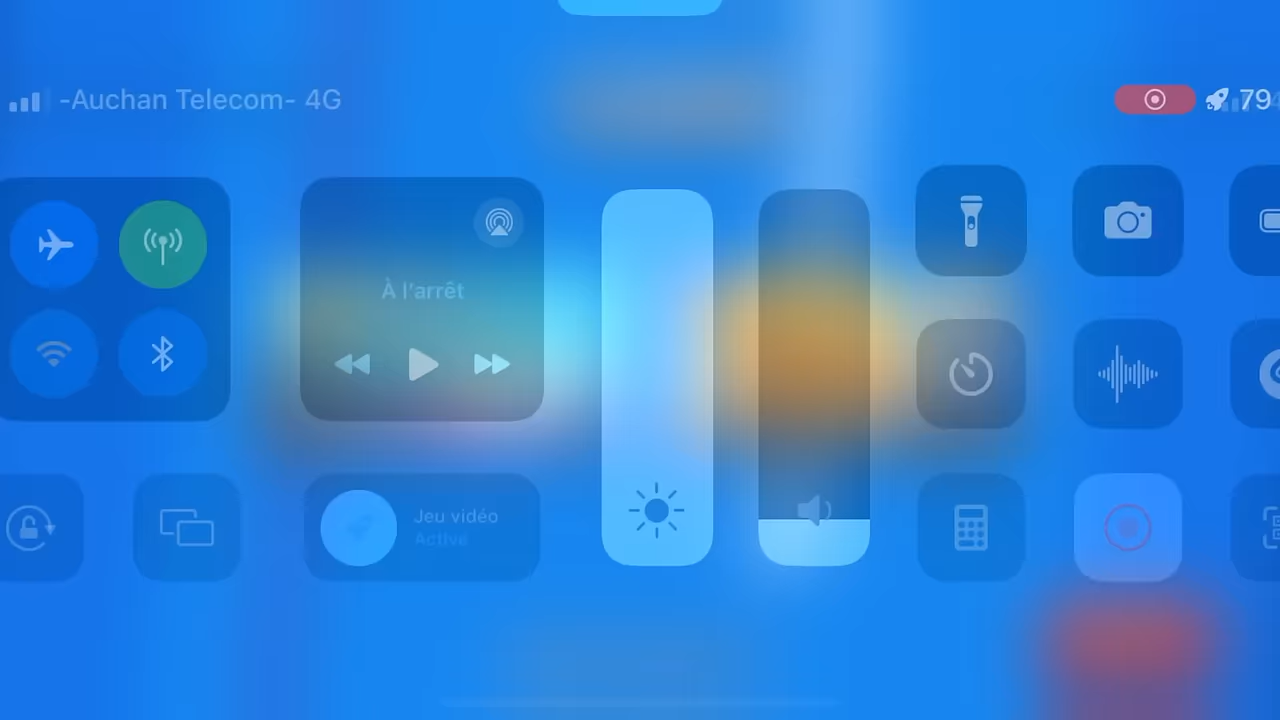 -Auchan Telecom- 4G
79
À l'arrêt
Jeu vidéo
Activé